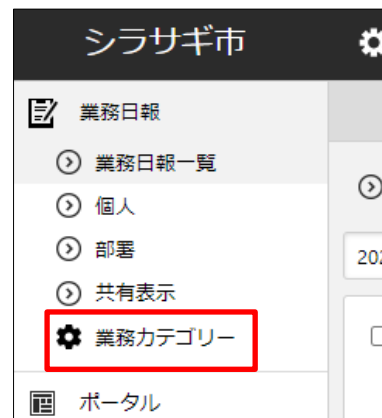 シラサギ市
業務日報
業務日報一覧
個人
部署
202
共有表示
業務カテゴリー
ポータル